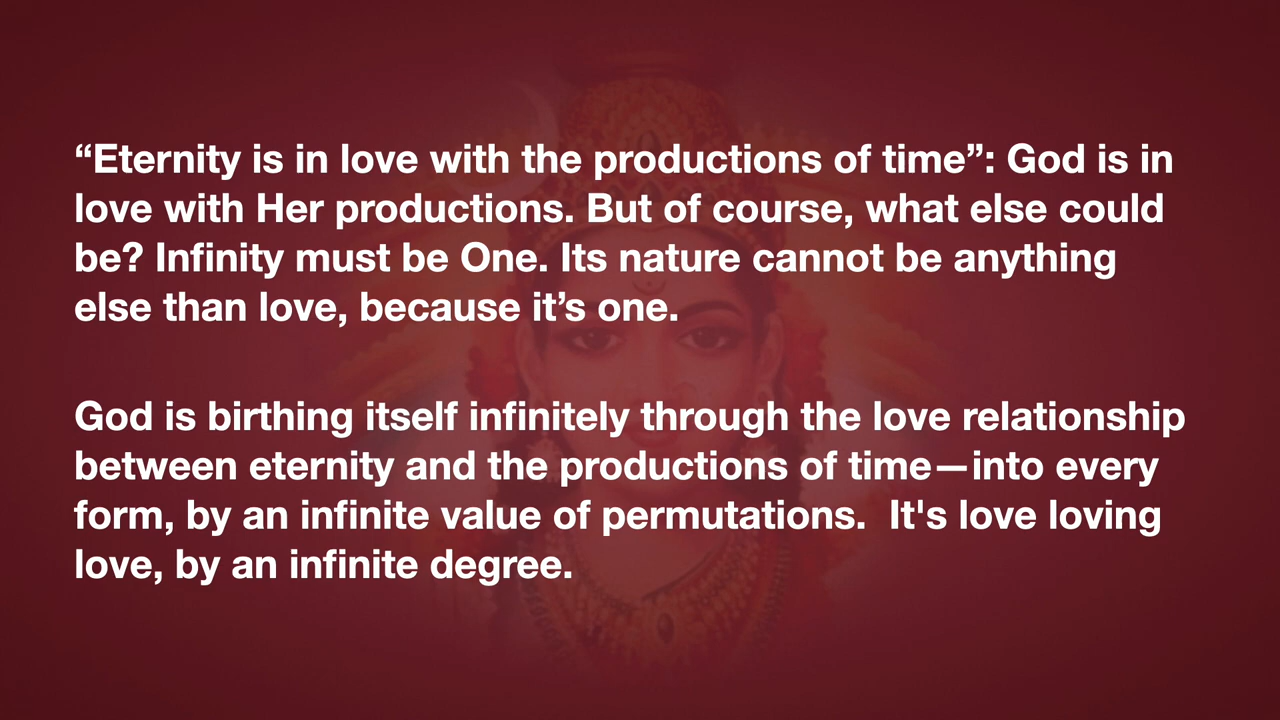 “Eternity is in love with the productions of time”: God is in
love with Her productions. But of course, what else could
be? Infinity must be One. Its nature cannot be anything
else than love, because it’s one.
God is birthing itself infinitely through the love relationship
between eternity and the productions of time—into every
form, by an infinite value of permutations.  It's love loving
love, by an infinite degree.